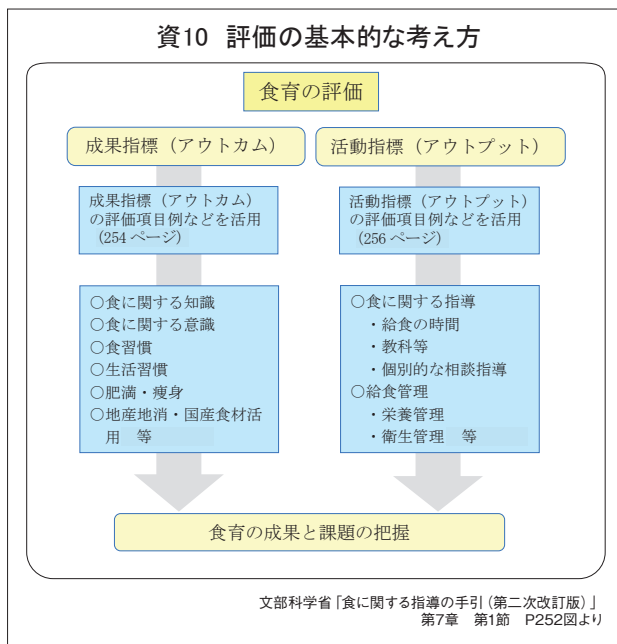 資10 評価の基本的な考え方
食育の評価
成果指標（アウトカム）
成果指標（アウトカム）
の評価項目例などを活用
(254 ページ)
○食に関する知識
○食に関する意識
○食習慣
○生活習慣
○肥満・痩身
○地産地消・国産食材活
用 等
活動指標（アウトプット）
活動指標（アウトプット）
の評価項目例などを活用
(256 ページ)
○食に関する指導
・給食の時間
・教科等
・個別的な相談指導
○給食管理
・栄養管理
・衛生管理 等
食育の成果と課題の把握
文部科学省「食に関する指導の手引（第二次改訂版）」
第7章 第1節 P252図より